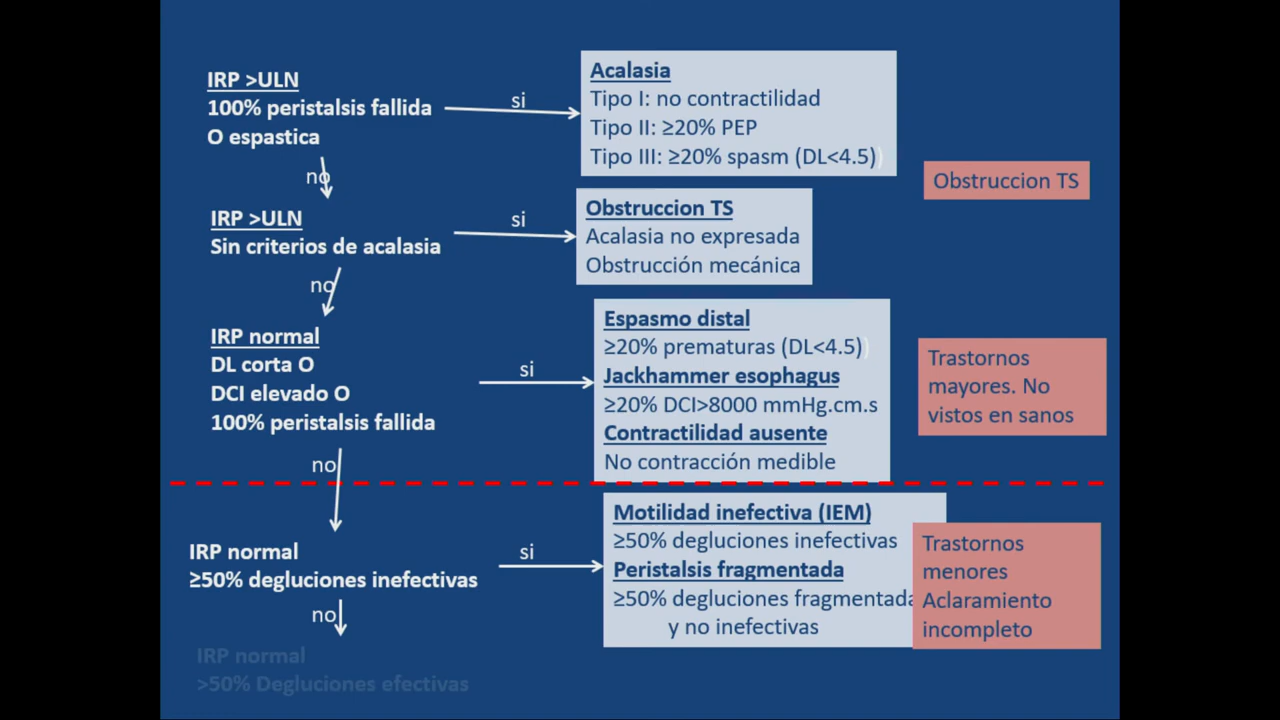 IRP >ULN
100% peristalsis fallida
O espastica
si
Acalasia
Tipo I: no contractilidad
Tipo II: ≥20% PEP
Tipo III: ≥20% spasm (DL<4.5)
Obstruccion TS
no
IRP >ULN
Sin criterios de acalasia
si
Obstruccion TS
Acalasia no expresada
Obstrucción mecánica
no
IRP normal
DL corta O
DCI elevado O
100% peristalsis fallida
si
Espasmo distal
≥20% prematuras (DL<4.5)
Jackhammer esophagus
≥20% DCI>8000 mmHg.cm.s
Contractilidad ausente
No contracción medible
Trastornos
mayores. No
vistos en sanos
no
IRP normal
≥50% degluciones inefectivas
si
Motilidad inefectiva (IEM)
≥50% degluciones inefectivas
Peristalsis fragmentada
≥50% degluciones fragmentada
y no inefectivas
Trastornos
menores
Aclaramiento
incompleto
no
IRP normal
>50% Degluciones efectivas